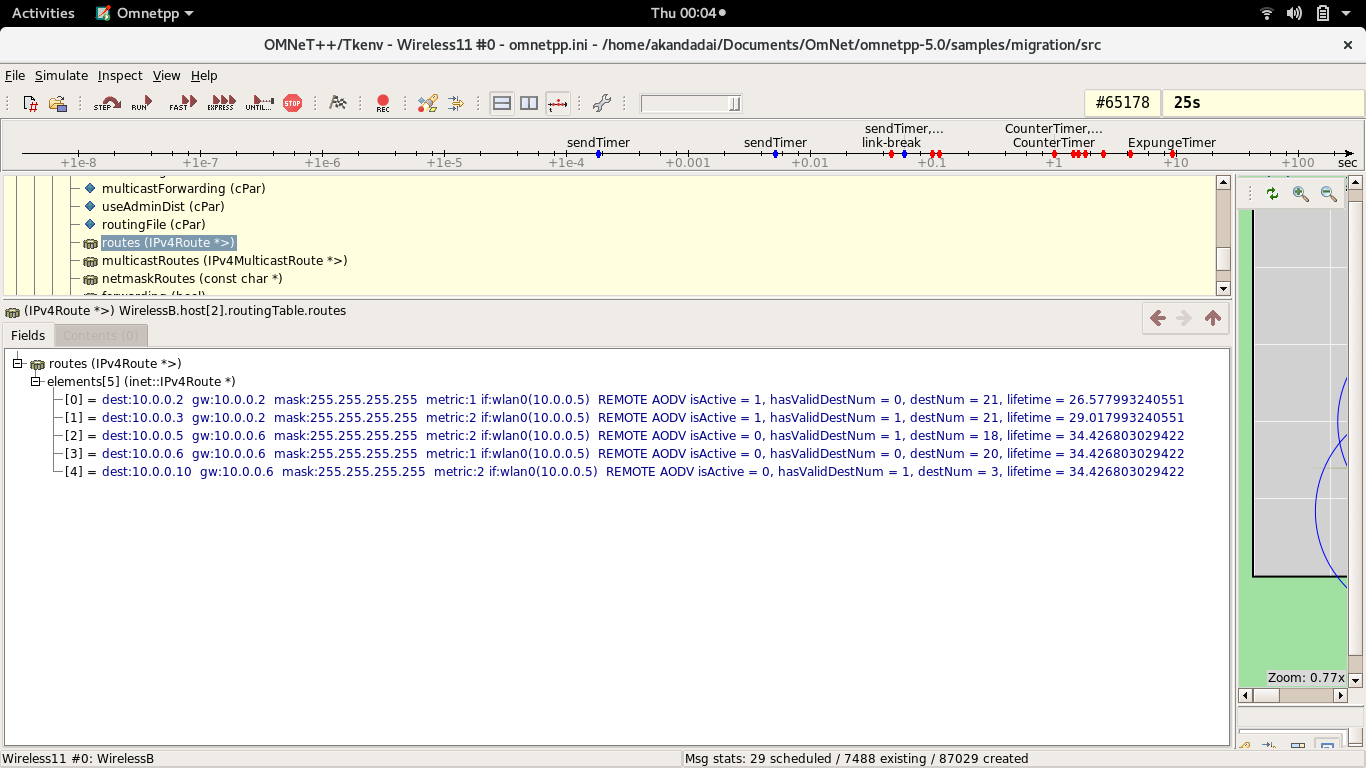 Activities Omnetpp Thu 00:04
OMNeT++/Tkenv - Wireless11 #0 - omnetpp.ini - /home/akandadai/Documents/OmNet/omnetpp-5.0/samples/migration/src
File Simulate Inspect View Help
STEP RUN FAST EXPRESS UNTIL... STOP REC #65178 25s
sendTimer,... CounterTimer,...
sendTimer sendTimer link-break CounterTimer ExpungeTimer
+1e-8 +1e-7 +1e-6 +1e-5 +1e-4 +0.001 +0.01 +0.1 +1 +10 +100 sec
multicastForwarding (cPar)
useAdminDist (cPar)
routingFile (cPar)
routes (IPv4Route *>)
multicastRoutes (IPv4MulticastRoute *>)
netmaskRoutes (const char *)
(IPv4Route *>) WirelessB.host[2].routingTable.routes
Fields Contents (0)
routes (IPv4Route *>)
elements[5] (inet::IPv4Route *)
[0] = dest:10.0.0.2 gw:10.0.0.2 mask:255.255.255.255 metric:1 if:wlan0(10.0.0.5) REMOTE AODV isActive = 1, hasValidDestNum = 0, destNum = 21, lifetime = 26.577993240551
[1] = dest:10.0.0.3 gw:10.0.0.2 mask:255.255.255.255 metric:2 if:wlan0(10.0.0.5) REMOTE AODV isActive = 1, hasValidDestNum = 1, destNum = 21, lifetime = 29.017993240551
[2] = dest:10.0.0.5 gw:10.0.0.6 mask:255.255.255.255 metric:2 if:wlan0(10.0.0.5) REMOTE AODV isActive = 0, hasValidDestNum = 1, destNum = 18, lifetime = 34.426803029422
[3] = dest:10.0.0.6 gw:10.0.0.6 mask:255.255.255.255 metric:1 if:wlan0(10.0.0.5) REMOTE AODV isActive = 0, hasValidDestNum = 0, destNum = 20, lifetime = 34.426803029422
[4] = dest:10.0.0.10 gw:10.0.0.6 mask:255.255.255.255 metric:2 if:wlan0(10.0.0.5) REMOTE AODV isActive = 0, hasValidDestNum = 1, destNum = 3, lifetime = 34.426803029422
Zoom: 0.77x
Wireless11 #0: WirelessB Msg stats: 29 scheduled / 7488 existing / 87029 created